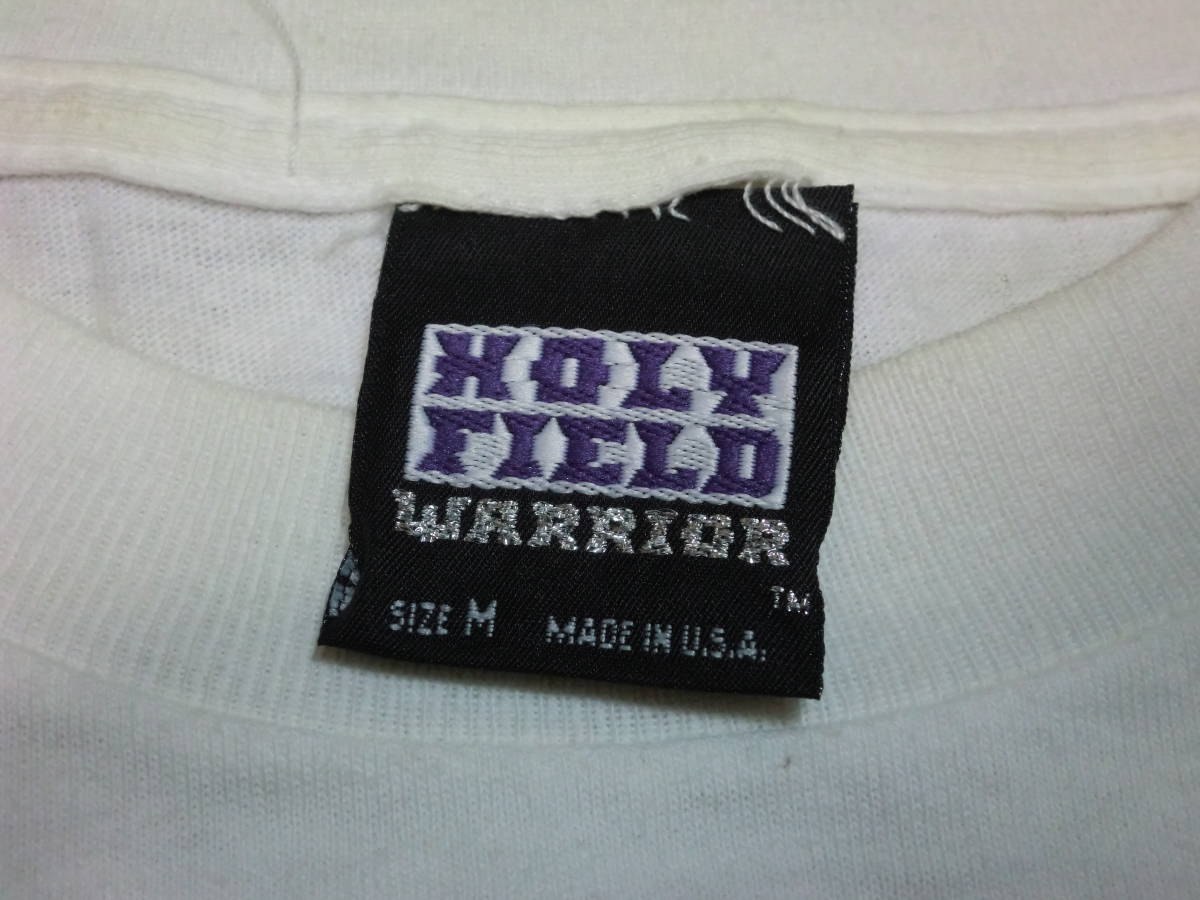 HOLY
FIELD
WARRIOR
TM
SIZE M MADE IN U.S.A.